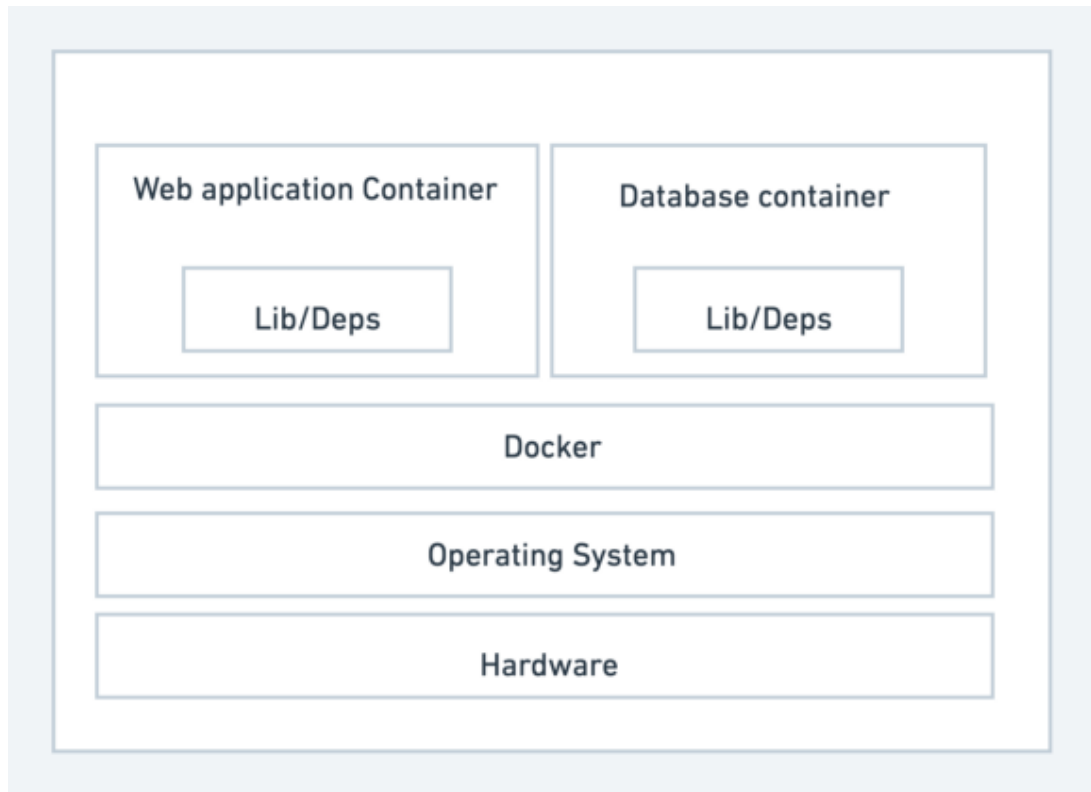 Web application Container
Database container
Lib/Deps
Lib/Deps
Docker
Operating System
Hardware